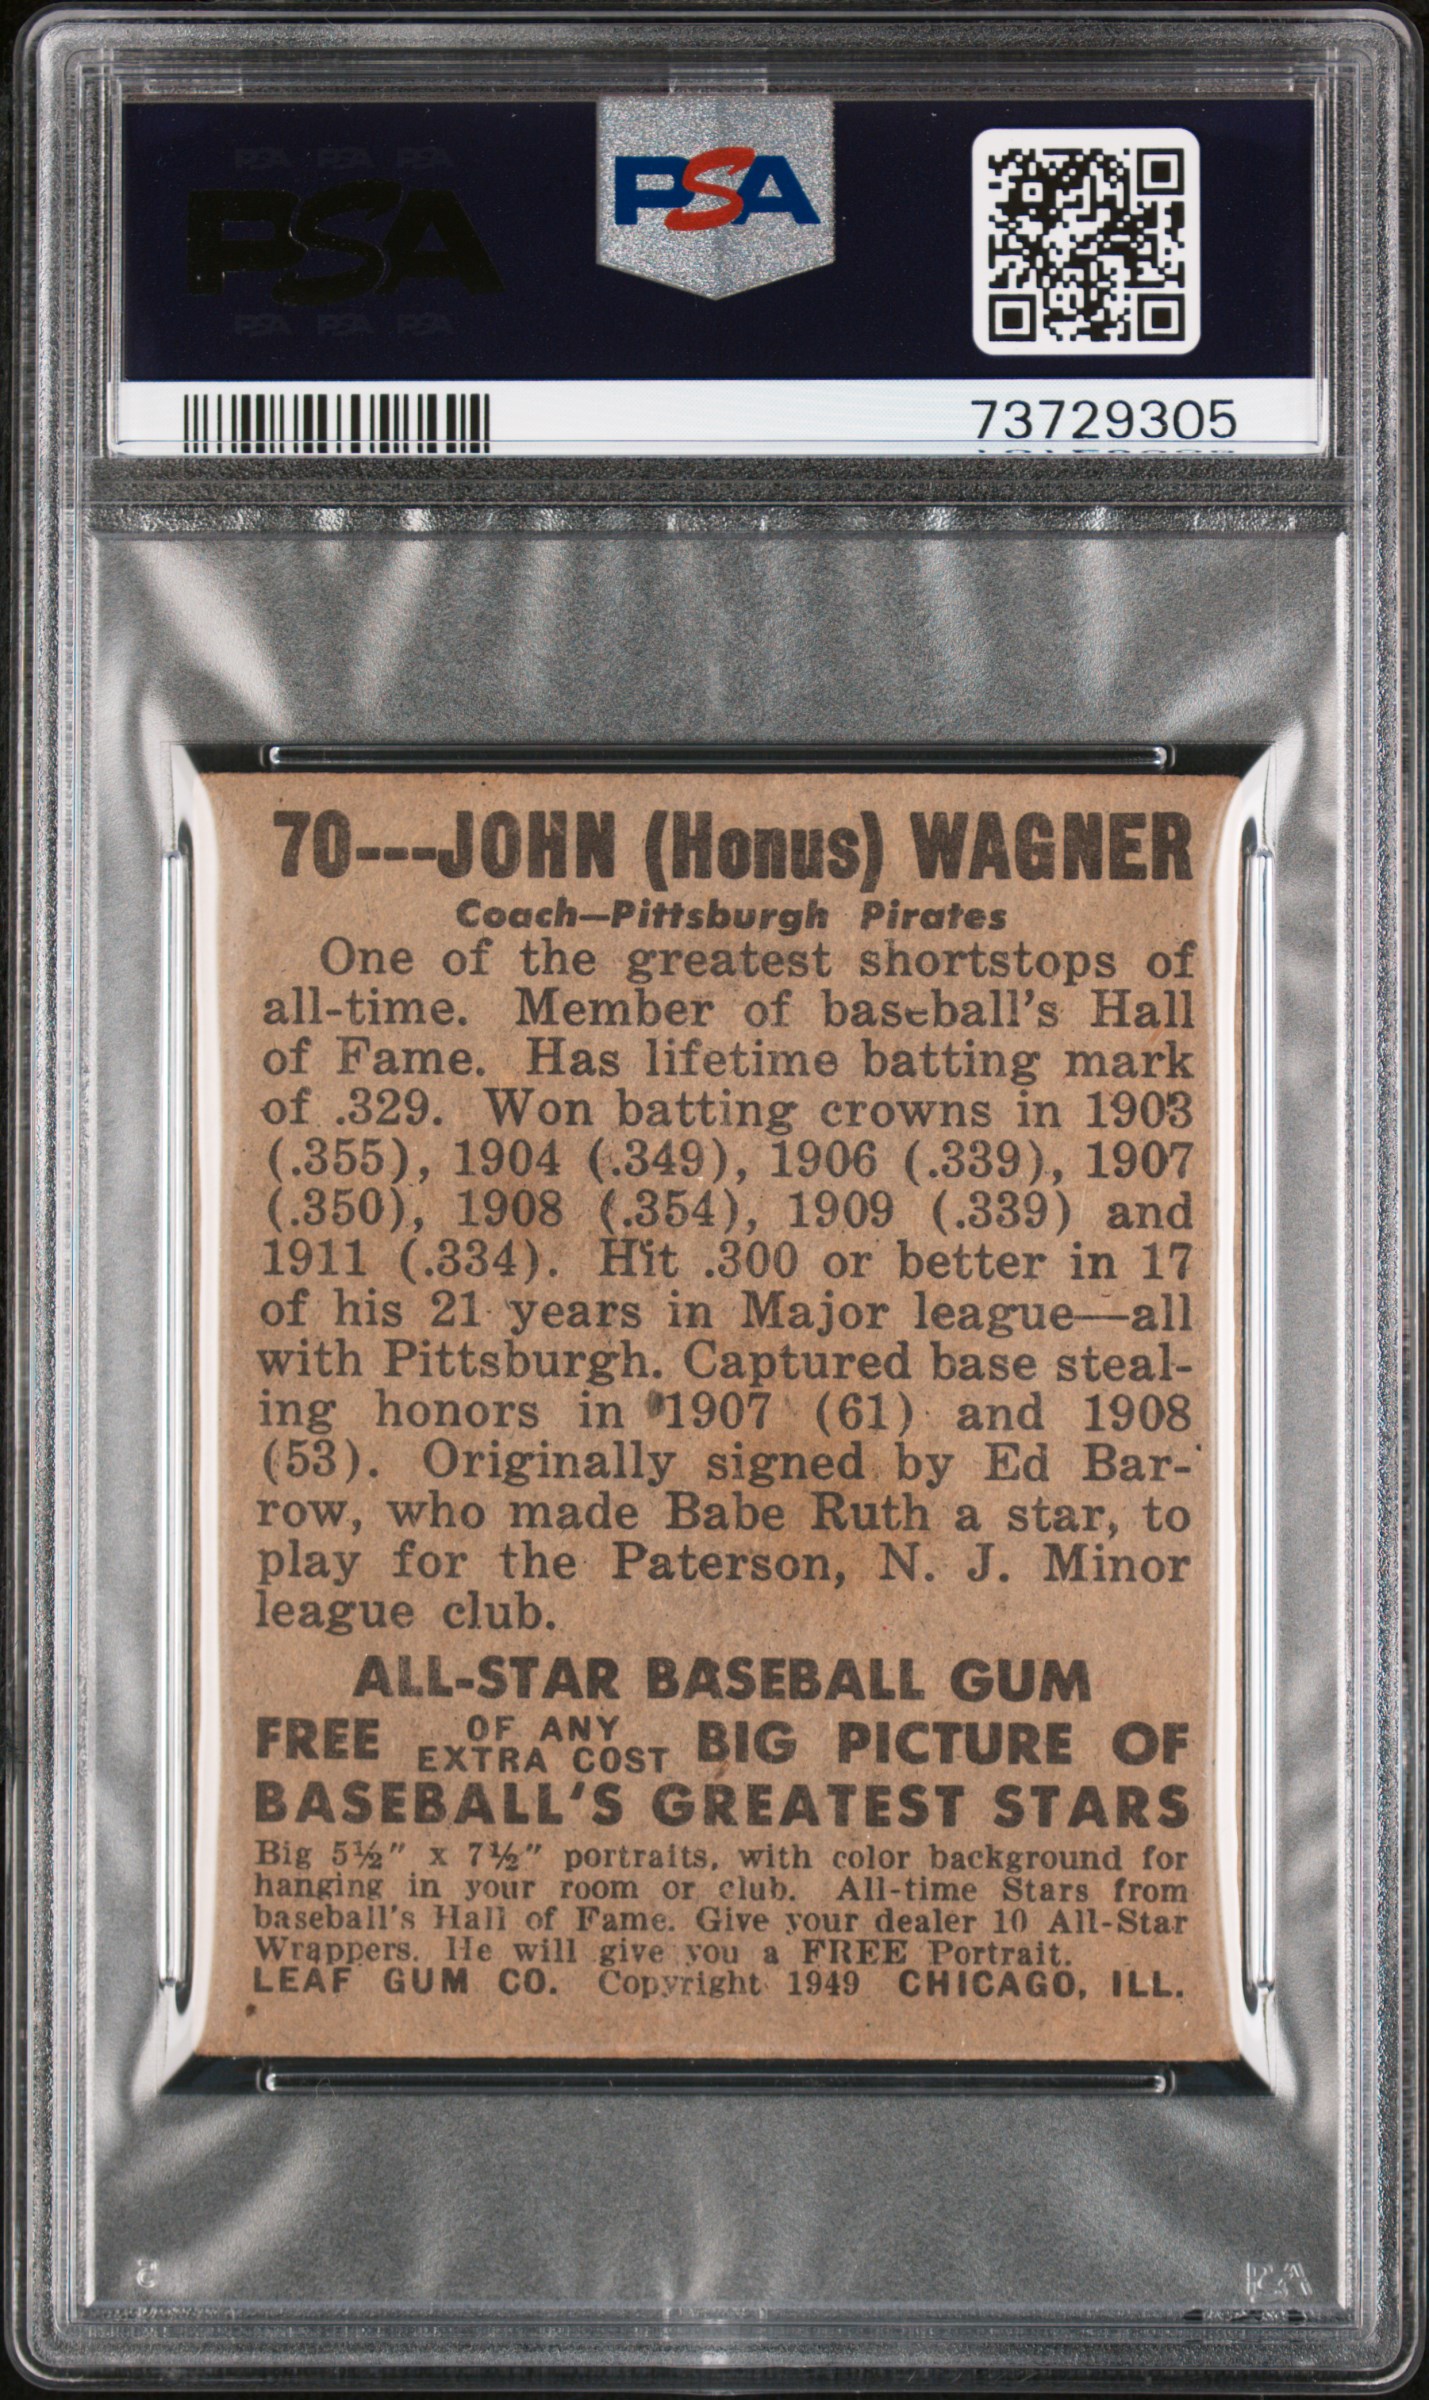 PSA PSA PSA
PSA
PSA PSA PSA
PSA
73729305
70---JOHN (Honus) WAGNER
Coach—Pittsburgh Pirates
One of the greatest shortstops of
all-time. Member of baseball's Hall
of Fame. Has lifetime batting mark
of .329. Won batting crowns in 1903
(.355), 1904 (.349), 1906 (.339), 1907
(.350), 1908 (.354), 1909 (.339) and
1911 (.334). Hit .300 or better in 17
of his 21 years in Major league—all
with Pittsburgh. Captured base steal-
ing honors in 1907 (61) and 1908
(53). Originally signed by Ed Bar-
row, who made Babe Ruth a star, to
play for the Paterson, N. J. Minor
league club.
ALL-STAR BASEBALL GUM
FREE OF ANY EXTRA COST BIG PICTURE OF
BASEBALL'S GREATEST STARS
Big 5½" x 7½" portraits, with color background for
hanging in your room or club. All-time Stars from
baseball's Hall of Fame. Give your dealer 10 All-Star
Wrappers. He will give you a FREE Portrait.
LEAF GUM CO. Copyright 1949 CHICAGO, ILL.